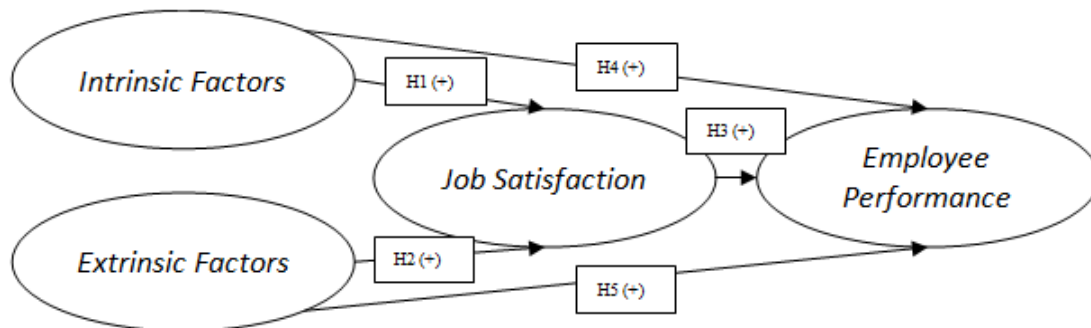 Intrinsic Factors
H4 (+)
H1 (+)
H3 (+)
Job Satisfaction
Employee
Performance
Extrinsic Factors
H2 (+)
H5 (+)